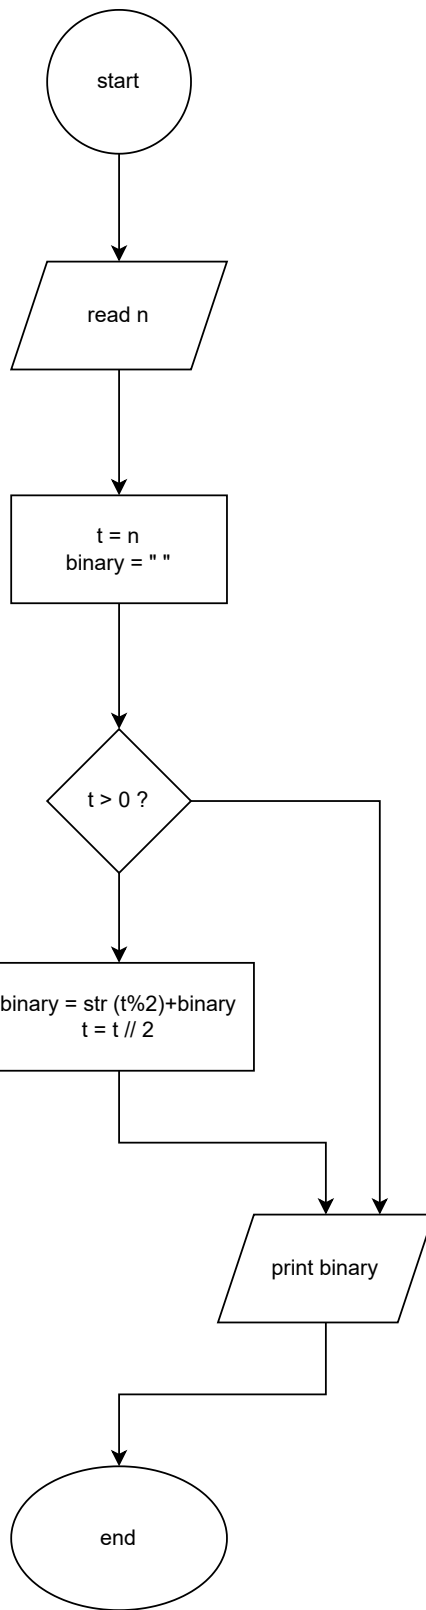 start
read n
t = n
binary = " "
t > 0 ?
binary = str (t%2)+binary
t = t // 2
print binary
end